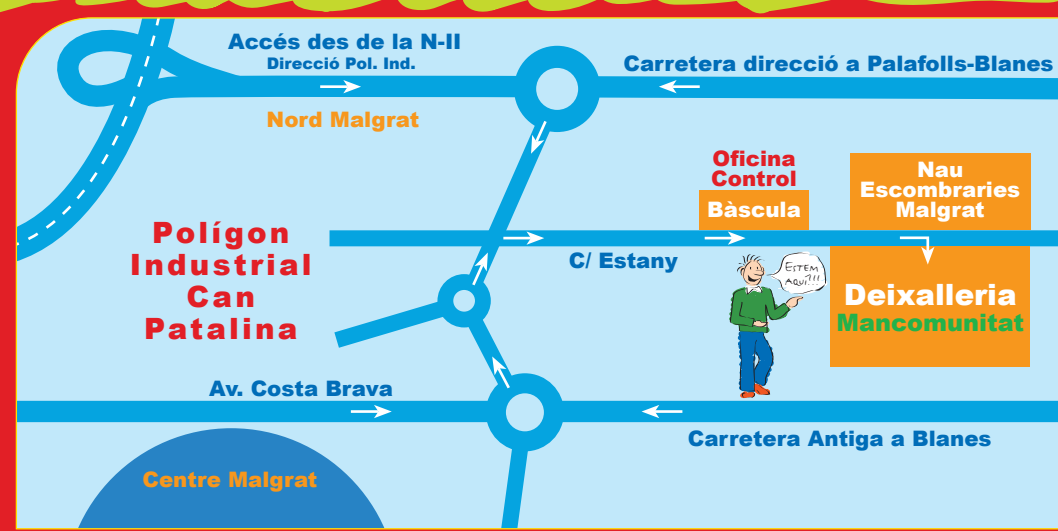 Accés des de la N-II
Direcció Pol. Ind.
Carretera direcció a Palafolls-Blanes
Nord Malgrat
Oficina
Control
Bàscula
Nau
Escombraries
Malgrat
Polígon
Industrial
Can
Patalina
C/ Estany
ESTEM
AQUÍ!!!
Deixalleria
Mancomunitat
Av. Costa Brava
Carretera Antiga a Blanes
Centre Malgrat